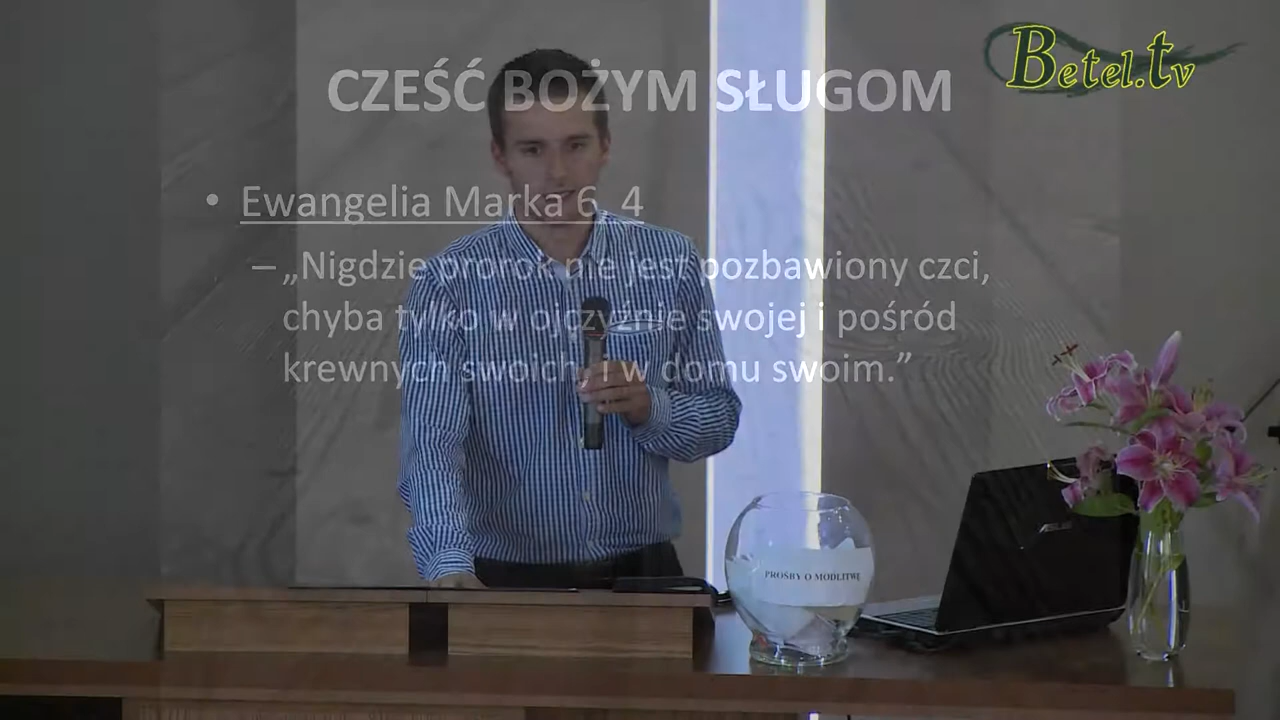 Betel.tv
CZEŚĆ BOŻYM SŁUGOM
• Ewangelia Marka 6, 4
– „Nigdzie prorok nie jest pozbawiony czci,
chyba tylko w ojczyźnie swojej i pośród
krewnych swoich, i w domu swoim.”
PROŚBY O MODLITWĘ
ASUS